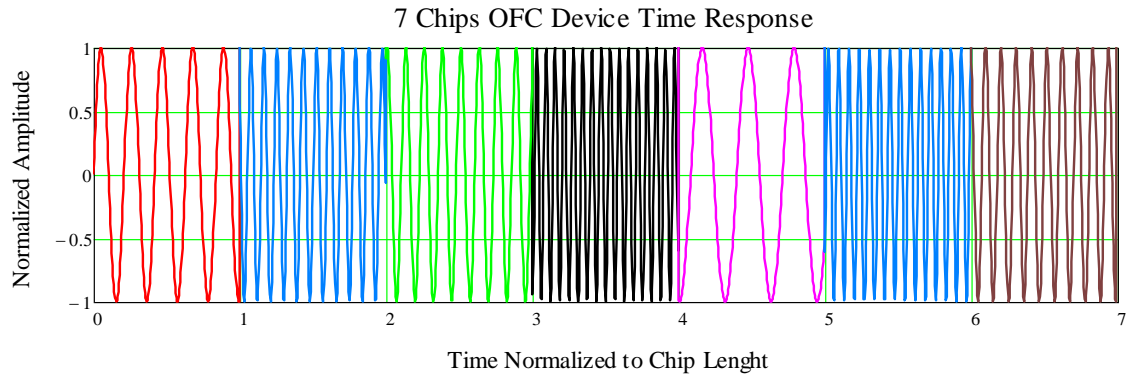 7 Chips OFC Device Time Response
Normalized Amplitude
1
0.5
0
−0.5
−1
0 1 2 3 4 5 6 7
Time Normalized to Chip Lenght